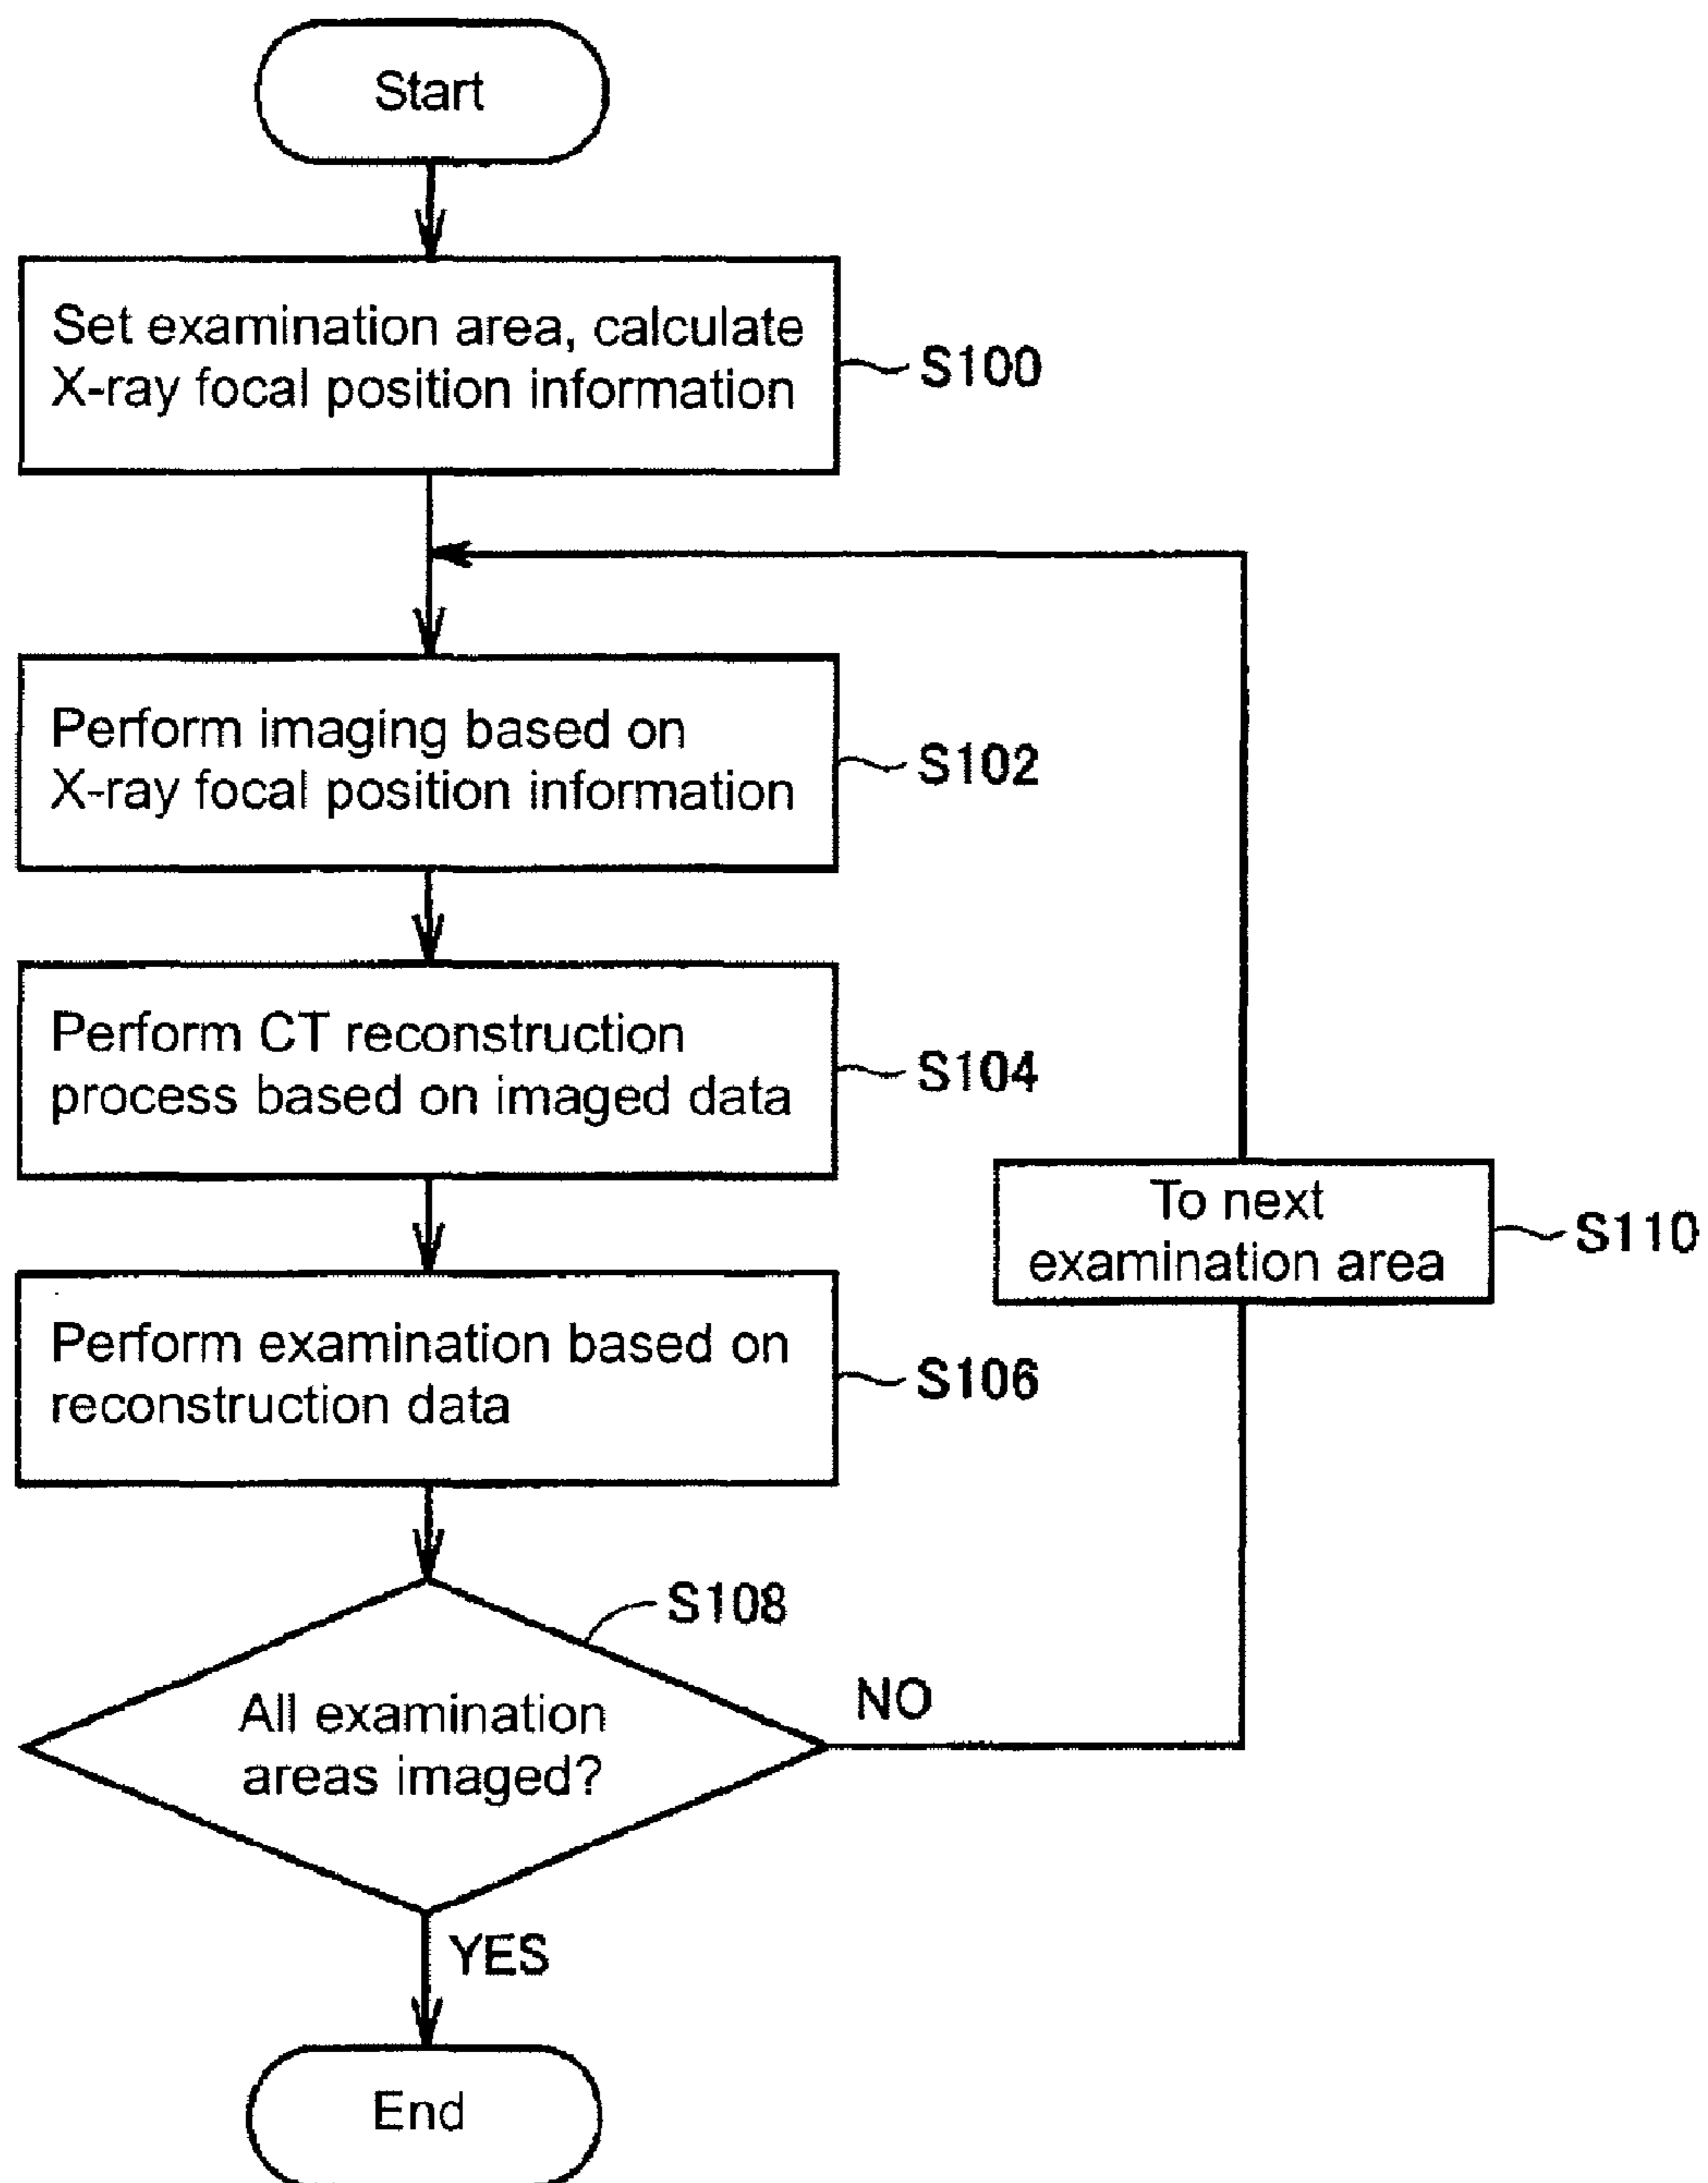 Start
Set examination area, calculate
X-ray focal position information
S100
Perform imaging based on
X-ray focal position information
S102
Perform CT reconstruction
process based on imaged data
S104
To next
examination area
S110
Perform examination based on
reconstruction data
S106
S108
All examination
areas imaged?
NO
YES
End